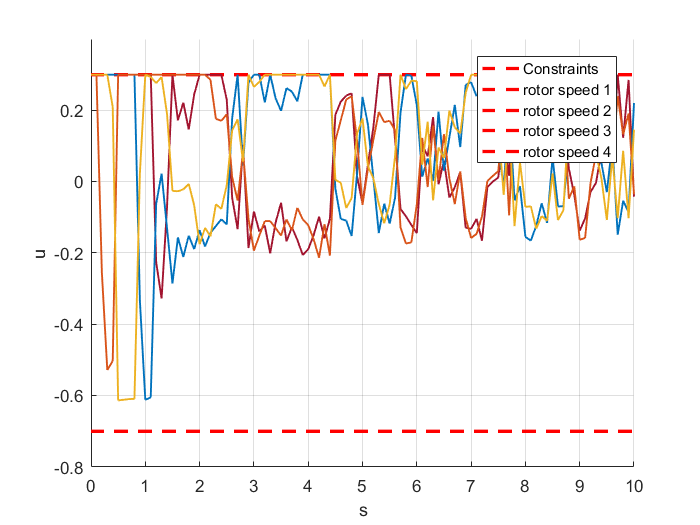 Constraints
rotor speed 1
rotor speed 2
rotor speed 3
rotor speed 4
0.2
0
-0.2
-0.4
-0.6
-0.8
u
0 1 2 3 4 5 6 7 8 9 10
s